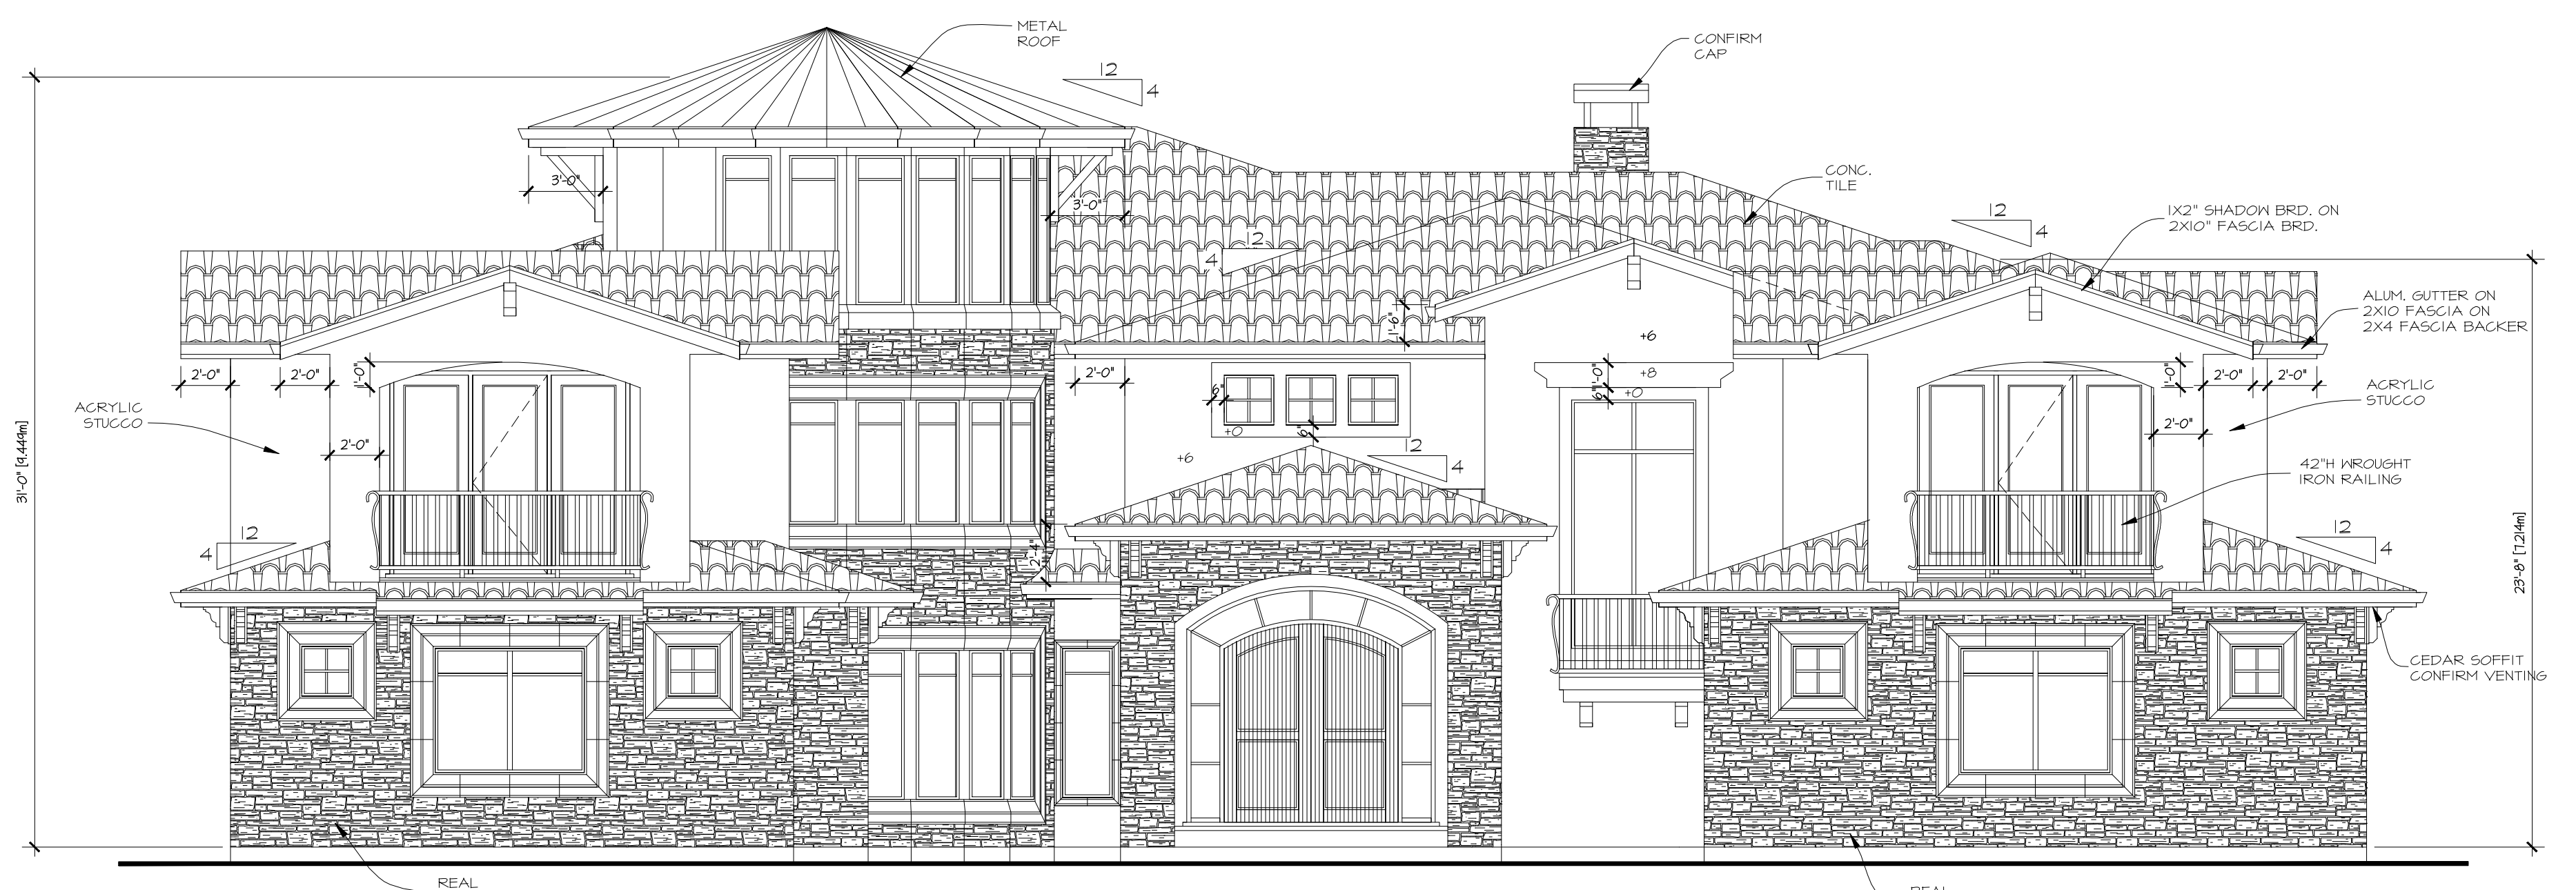 METAL
ROOF
12
4
CONFIRM
CAP
CONC.
TILE
12
4
1X2" SHADOW BRD. ON
2X10" FASCIA BRD.
ALUM. GUTTER ON
2X10 FASCIA ON
2X4 FASCIA BACKER
3'-0"
3'-0"
12
4
1'-6"
+6
31'-0" [9.449m]
2'-0"
2'-0"
1'-0"
ACRYLIC
STUCCO
2'-0"
2'-0"
6"
+0
6"
+6
12
4
1'-0"
6"
+8
+0
1'-0"
2'-0"
2'-0"
2'-0"
ACRYLIC
STUCCO
42"H WROUGHT
IRON RAILING
12
4
2'-4"
12
4
23'-8" [7.214m]
CEDAR SOFFIT
CONFIRM VENTING
REAL
REAL